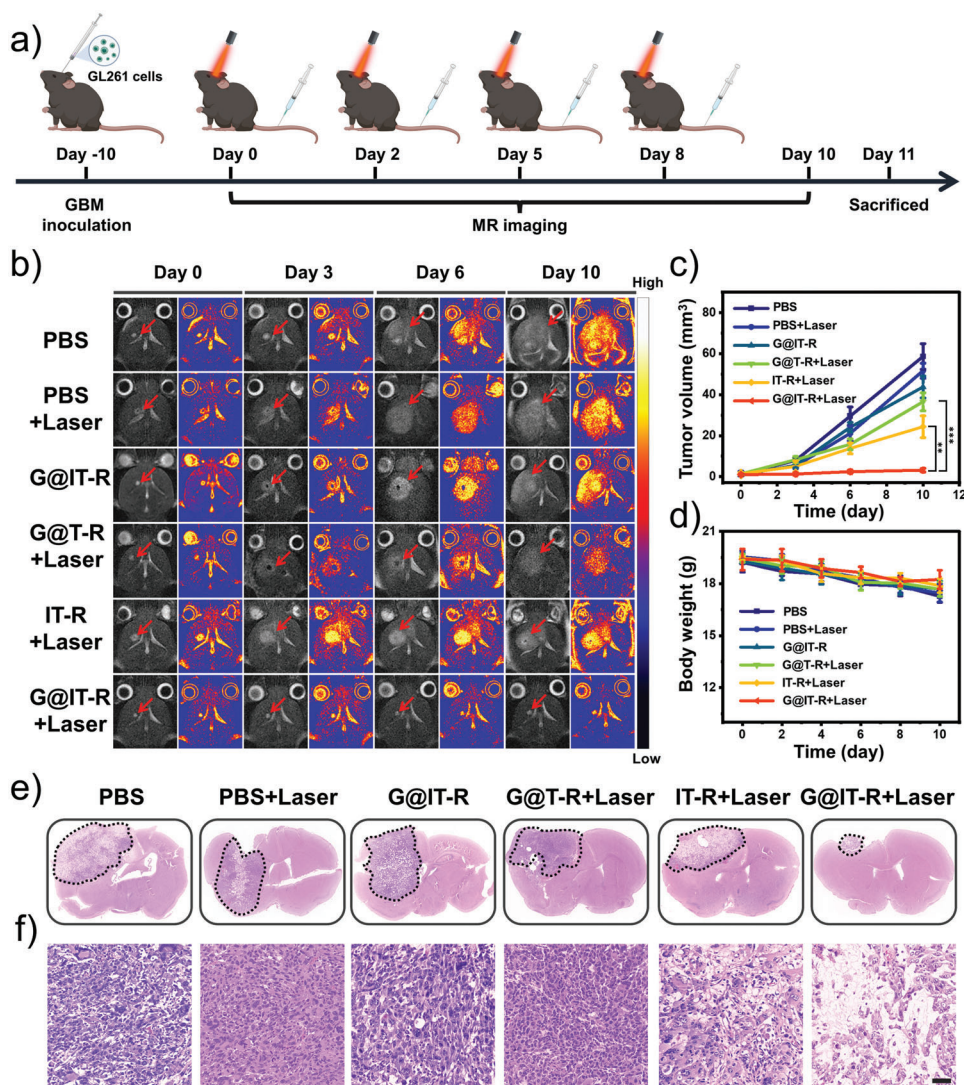 a)
GL261 cells
Day -10
Day 0
Day 2
Day 5
Day 8
Day 10
Day 11
GBM
inoculation
MR imaging
Sacrificed
b)
Day 0
Day 3
Day 6
Day 10
High
PBS
PBS
+Laser
G@IT-R
G@T-R
+Laser
IT-R
+Laser
G@IT-R
+Laser
Low
c)
Tumor volume (mm³)
80
60
40
20
0
PBS
PBS+Laser
G@IT-R
G@T-R+Laser
IT-R+Laser
G@IT-R+Laser
**
***
0 2 4 6 8 10 12
Time (day)
d)
Body weight (g)
21
18
15
12
PBS
PBS+Laser
G@IT-R
G@T-R+Laser
IT-R+Laser
G@IT-R+Laser
0 2 4 6 8 10
Time (day)
e)
PBS
PBS+Laser
G@IT-R
G@T-R+Laser
IT-R+Laser
G@IT-R+Laser
f)